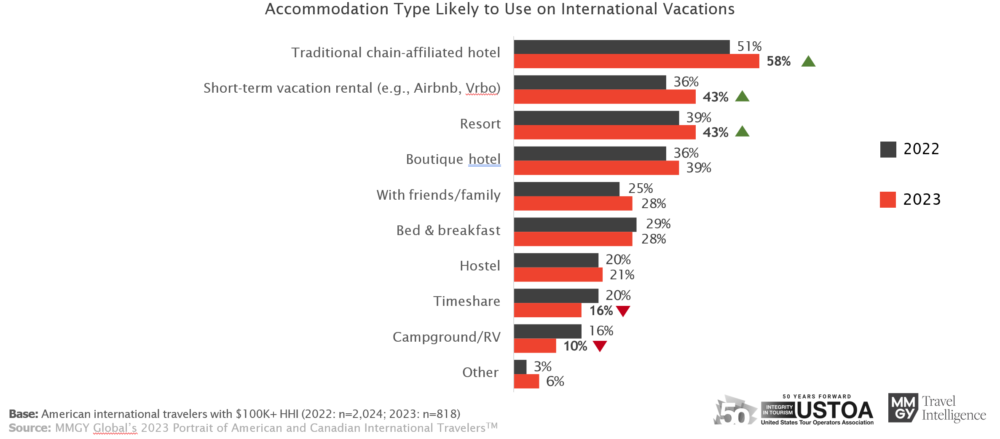 Accommodation Type Likely to Use on International Vacations
Traditional chain-affiliated hotel
51%
58%
Short-term vacation rental (e.g., Airbnb, Vrbo)
36%
43%
Resort
39%
43%
Boutique hotel
36%
39%
With friends/family
25%
28%
Bed & breakfast
29%
28%
Hostel
20%
21%
Timeshare
20%
16%
Campground/RV
16%
10%
Other
3%
6%
2022
2023
Base: American international travelers with $100K+ HHI (2022: n=2,024; 2023: n=818)
Source: MMGY Global’s 2023 Portrait of American and Canadian International Travelers™
50
50 YEARS FORWARD
INTEGRITY
IN TOURISM
USTOA
United States Tour Operators Association
MM
GY
Travel
Intelligence